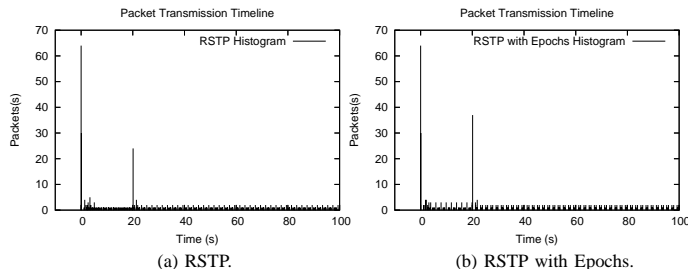 Packet Transmission Timeline
70
60
50
40
30
20
10
0
Packets(s)
RSTP Histogram
0 20 40 60 80 100
Time (s)
(a) RSTP.
Packet Transmission Timeline
70
60
50
40
30
20
10
0
Packets(s)
RSTP with Epochs Histogram
0 20 40 60 80 100
Time (s)
(b) RSTP with Epochs.